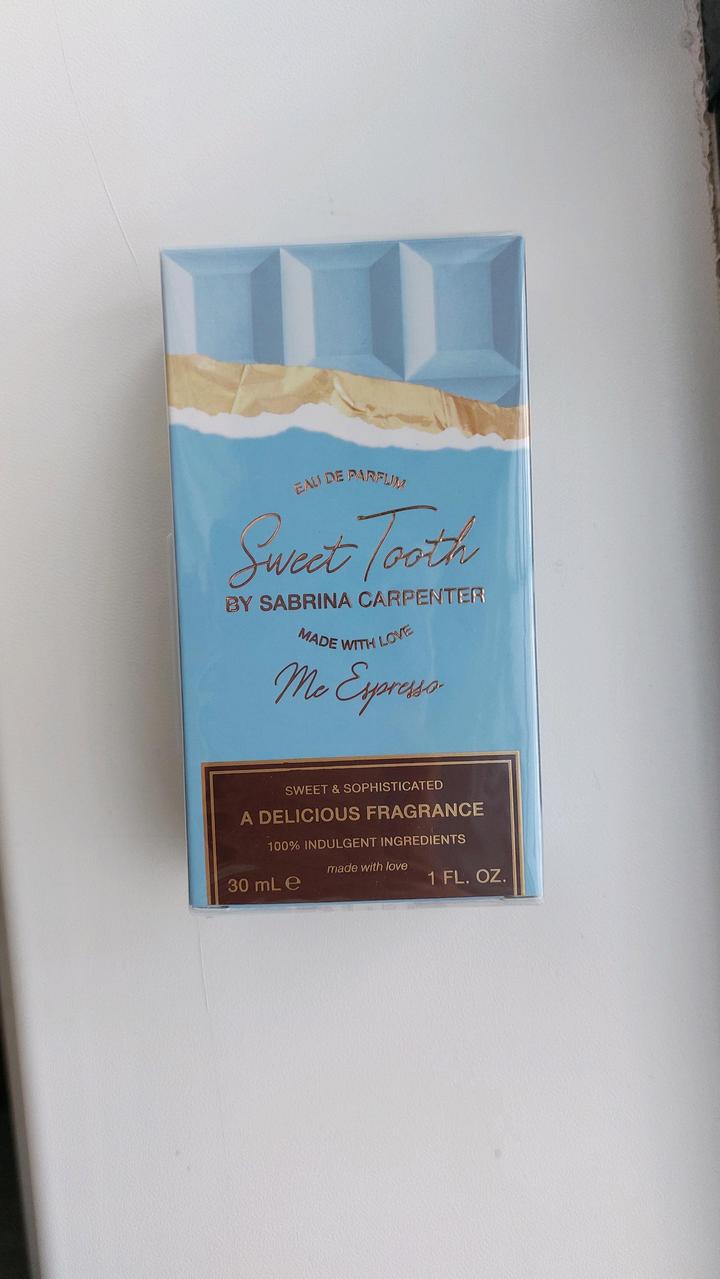 EAU DE PARFUM
Sweet Tooth
BY SABRINA CARPENTER
MADE WITH LOVE
Me Espresso
SWEET & SOPHISTICATED
A DELICIOUS FRAGRANCE
100% INDULGENT INGREDIENTS
made with love
30 mL ℮ 1 FL. OZ.